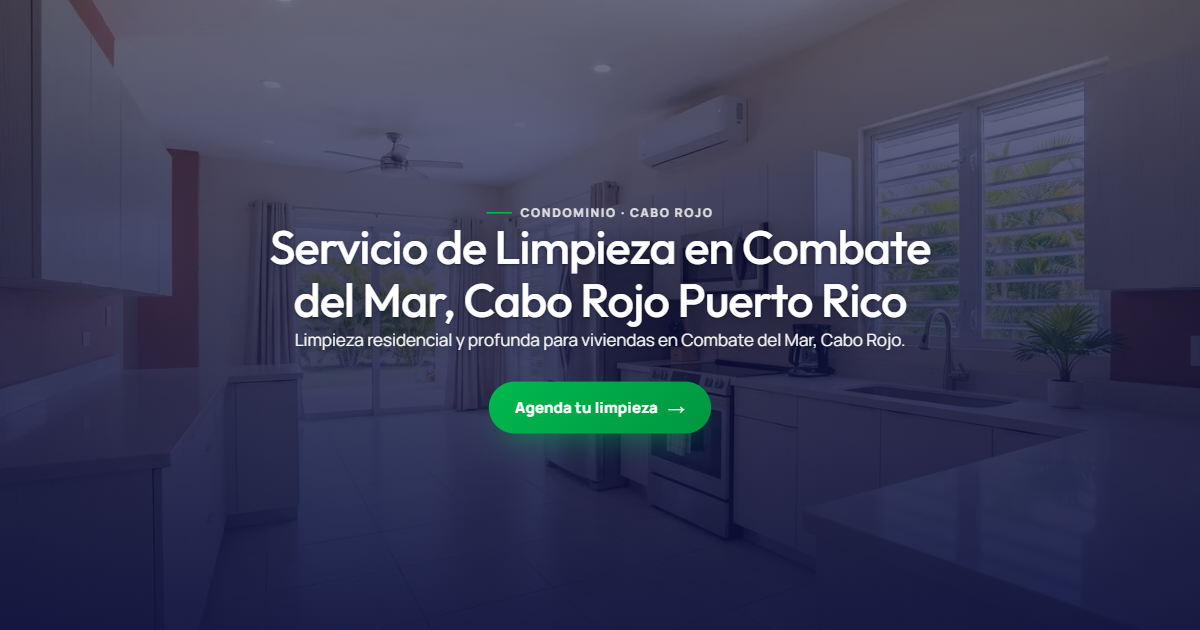 CONDOMINIO · CABO ROJO
Servicio de Limpieza en Combate
del Mar, Cabo Rojo Puerto Rico
Limpieza residencial y profunda para viviendas en Combate del Mar, Cabo Rojo.
Agenda tu limpieza →